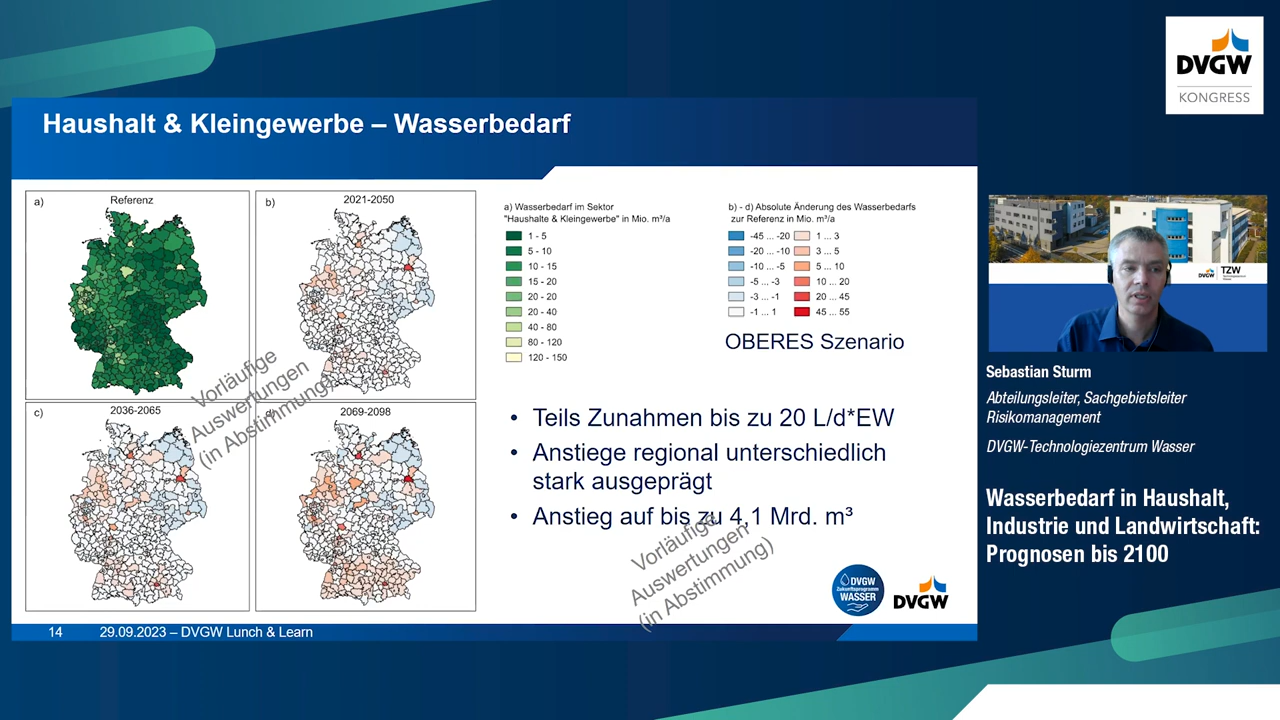 DVGW
KONGRESS
Haushalt & Kleingewerbe – Wasserbedarf
a)
Referenz
b)
2021-2050
c)
2036-2065
d)
2069-2098
Vorläufige
Auswertungen
(in Abstimmung)
a) Wasserbedarf im Sektor
"Haushalte & Kleingewerbe" in Mio. m³/a
1 - 5
5 - 10
10 - 15
15 - 20
20 - 20
20 - 40
40 - 80
80 - 120
120 - 150
b) - d) Absolute Änderung des Wasserbedarfs
zur Referenz in Mio. m³/a
-45 ... -20
-20 ... -10
-10 ... -5
-5 ... -3
-3 ... -1
-1 ... 1
1 ... 3
3 ... 5
5 ... 10
10 ... 20
20 ... 45
45 ... 55
OBERES Szenario
• Teils Zunahmen bis zu 20 L/d*EW
• Anstiege regional unterschiedlich
stark ausgeprägt
• Anstieg auf bis zu 4,1 Mrd. m³
Vorläufige
Auswertungen
(in Abstimmung)
DVGW
Zukunftsprogramm
WASSER
DVGW
14
29.09.2023 – DVGW Lunch & Learn
DVGW
TZW
Sebastian Sturm
Abteilungsleiter, Sachgebietsleiter
Risikomanagement
DVGW-Technologiezentrum Wasser
Wasserbedarf in Haushalt,
Industrie und Landwirtschaft:
Prognosen bis 2100